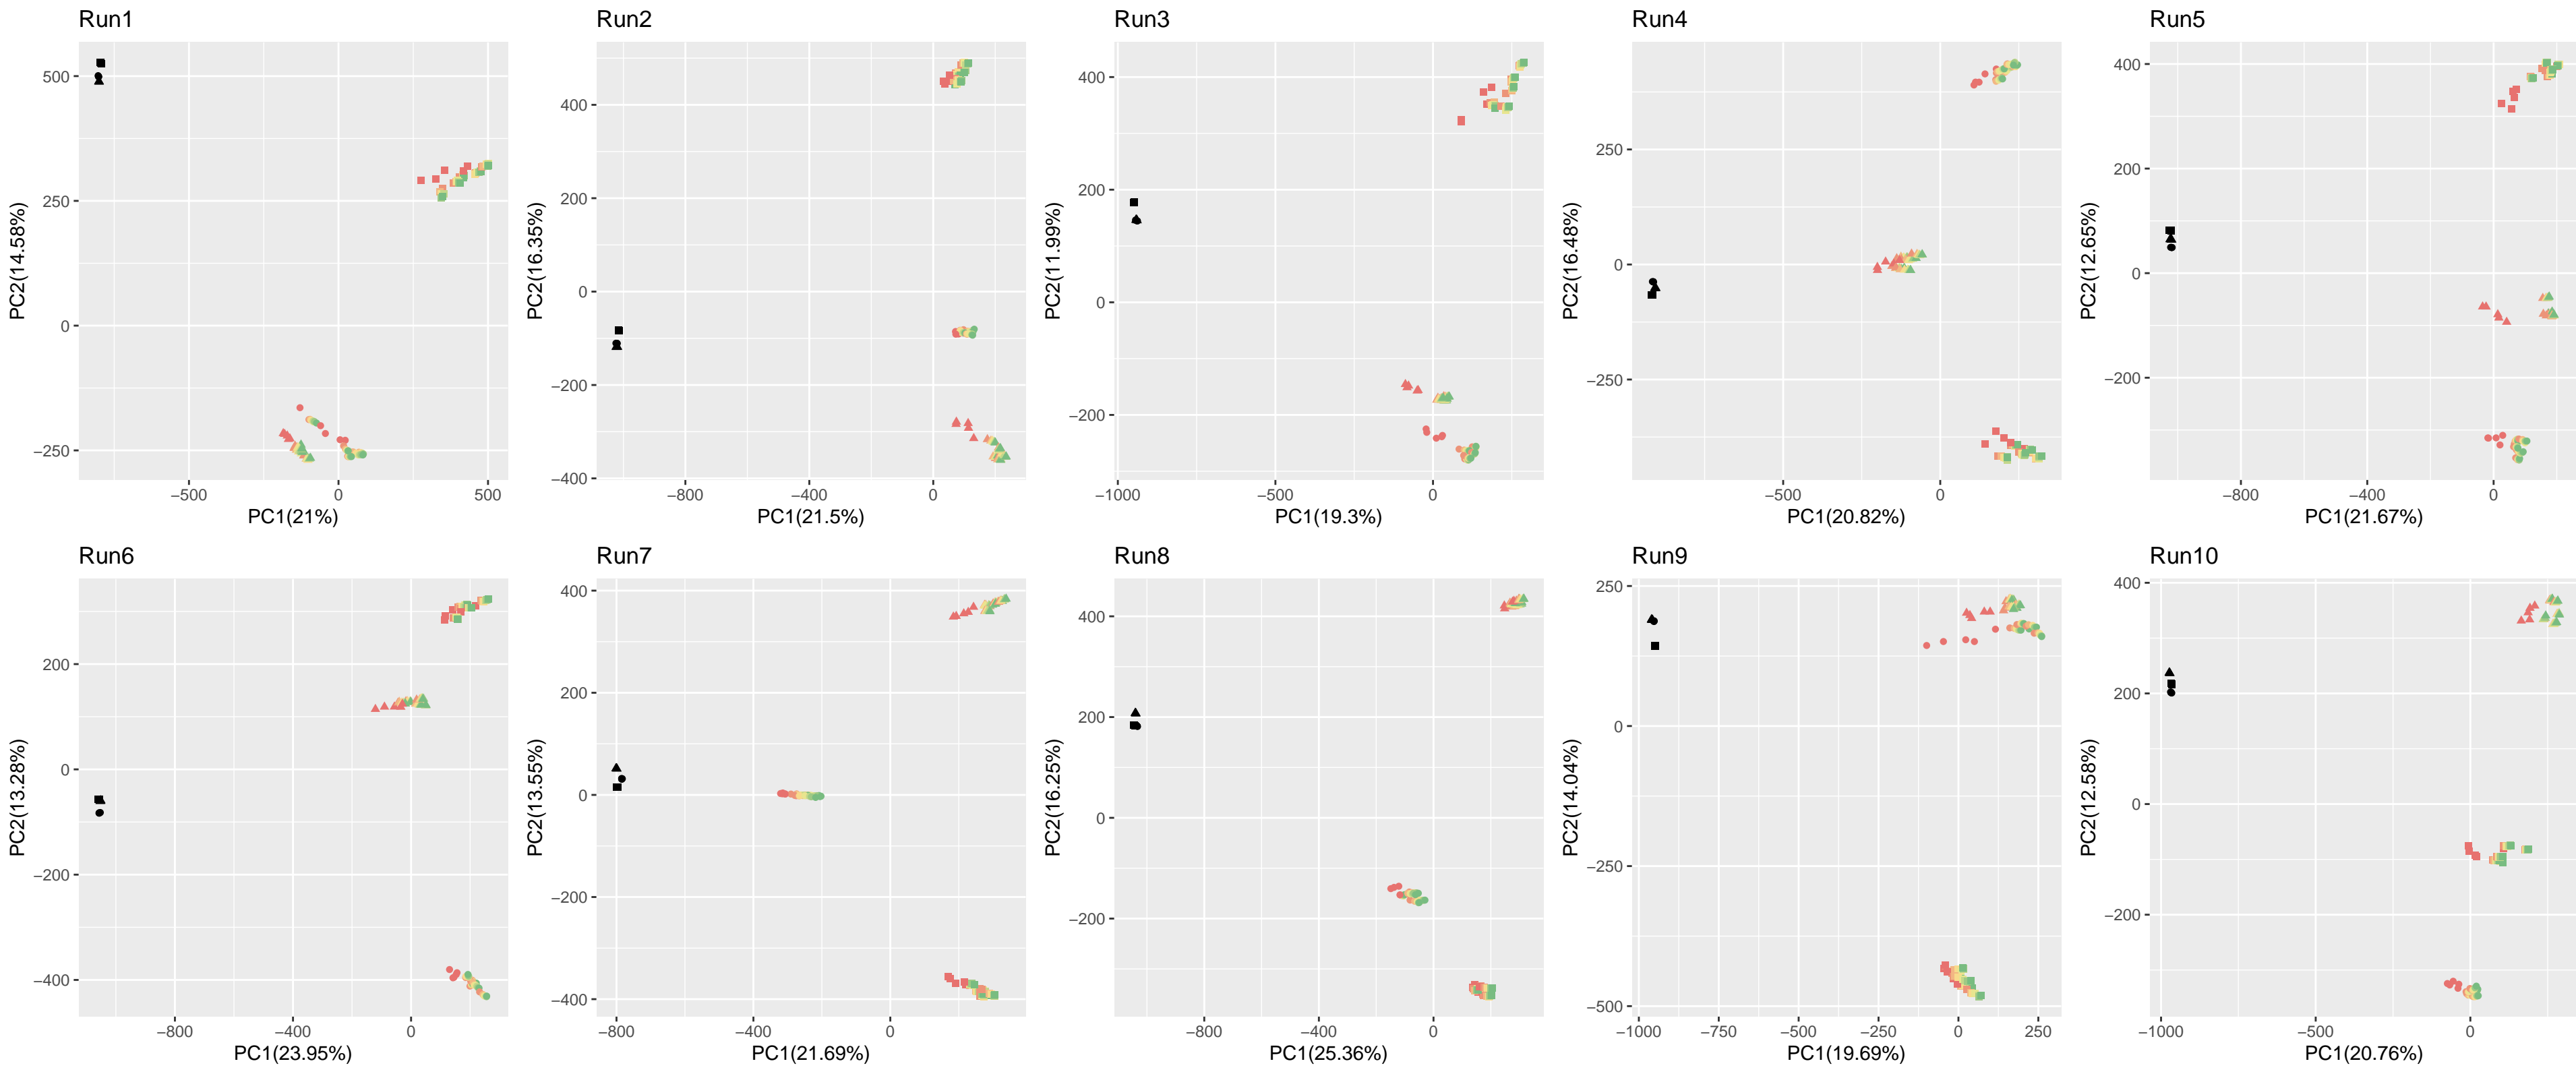 Run1
500
250
0
−250
−500
0
500
PC1(21%)
PC2(14.58%)
Run2
400
200
0
−200
−400
−800
−400
0
PC1(21.5%)
PC2(16.35%)
Run3
400
200
0
−200
−1000
−500
0
PC1(19.3%)
PC2(11.99%)
Run4
250
0
−250
−500
0
PC1(20.82%)
PC2(16.48%)
Run5
400
200
0
−200
−800
−400
0
PC1(21.67%)
PC2(12.65%)
Run6
200
0
−200
−400
−800
−400
0
PC1(23.95%)
PC2(13.28%)
Run7
400
200
0
−200
−400
−800
−400
0
PC1(21.69%)
PC2(13.55%)
Run8
400
200
0
−200
−800
−400
0
PC1(25.36%)
PC2(16.25%)
Run9
250
0
−250
−500
−1000
−750
−500
−250
0
250
PC1(19.69%)
PC2(14.04%)
Run10
400
200
0
−200
−1000
−500
0
PC1(20.76%)
PC2(12.58%)